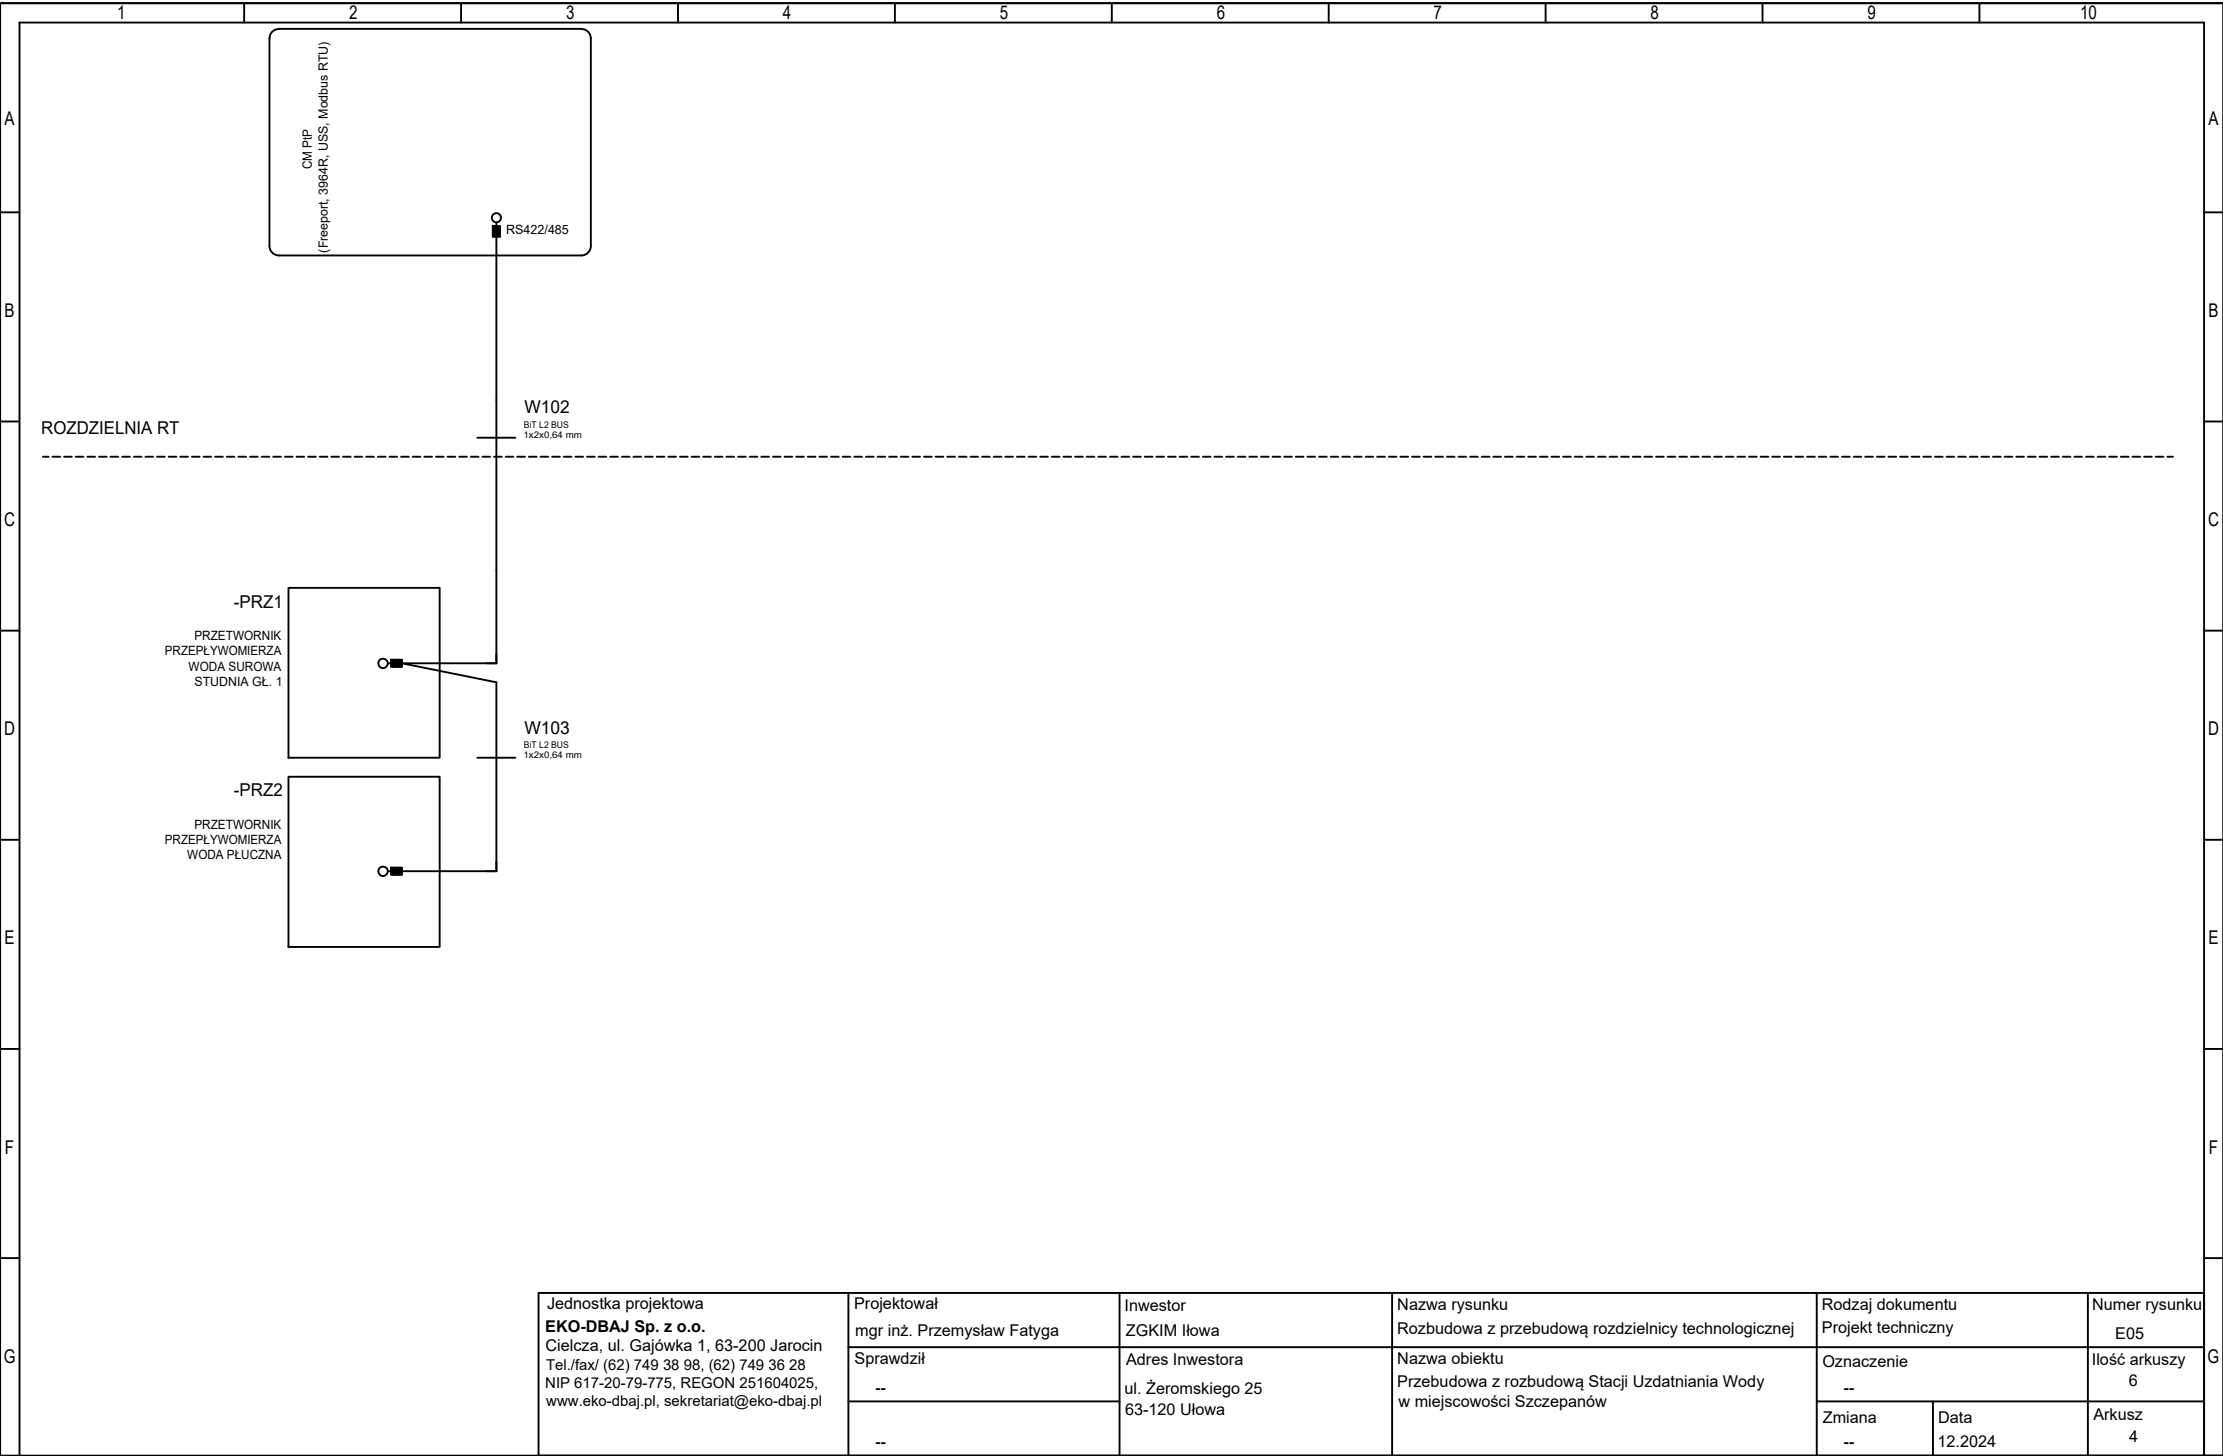 1 2 3 4 5 6 7 8 9 10
A A
B B
C C
D D
E E
F F
G G
CM PtP
(Freeport, 3964R, USS, Modbus RTU)
RS422/485
W102
BiT L2 BUS
1x2x0,64 mm
ROZDZIELNIA RT
-PRZ1
PRZETWORNIK
PRZEPŁYWOMIERZA
WODA SUROWA
STUDNIA GŁ. 1
W103
BiT L2 BUS
1x2x0,64 mm
-PRZ2
PRZETWORNIK
PRZEPŁYWOMIERZA
WODA PŁUCZNA
Jednostka projektowa
EKO-DBAJ Sp. z o.o.
Cielcza, ul. Gajówka 1, 63-200 Jarocin
Tel./fax/ (62) 749 38 98, (62) 749 36 28
NIP 617-20-79-775, REGON 251604025,
www.eko-dbaj.pl, sekretariat@eko-dbaj.pl
Projektował
mgr inż. Przemysław Fatyga
Sprawdził
--
--
Inwestor
ZGKIM Iłowa
Adres Inwestora
ul. Żeromskiego 25
63-120 Ułowa
Nazwa rysunku
Rozbudowa z przebudową rozdzielnicy technologicznej
Nazwa obiektu
Przebudowa z rozbudową Stacji Uzdatniania Wody
w miejscowości Szczepanów
Rodzaj dokumentu
Projekt techniczny
Oznaczenie
--
Zmiana
--
Data
12.2024
Numer rysunku
E05
Ilość arkuszy
6
Arkusz
4